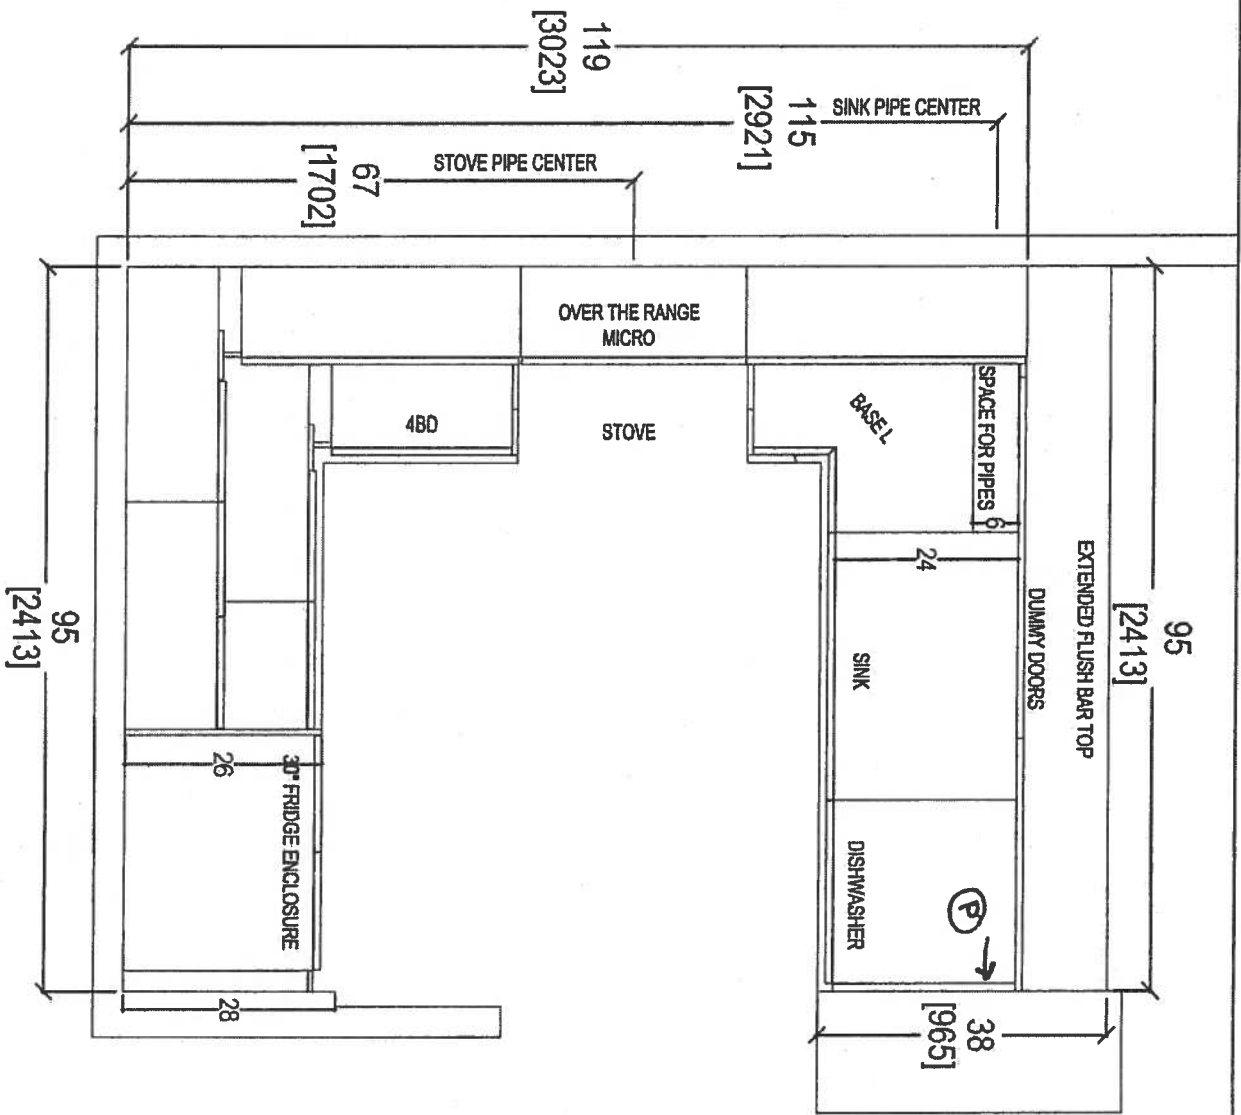 119
[3023]
115
[2921]
SINK PIPE CENTER
67
[1702]
STOVE PIPE CENTER
OVER THE RANGE
MICRO
4BD
STOVE
BASE L
SPACE FOR PIPES
6
24
SINK
DUMMY DOORS
EXTENDED FLUSH BAR TOP
95
[2413]
DISHWASHER
P
38
[965]
26
30" FRIDGE ENCLOSURE
28
95
[2413]